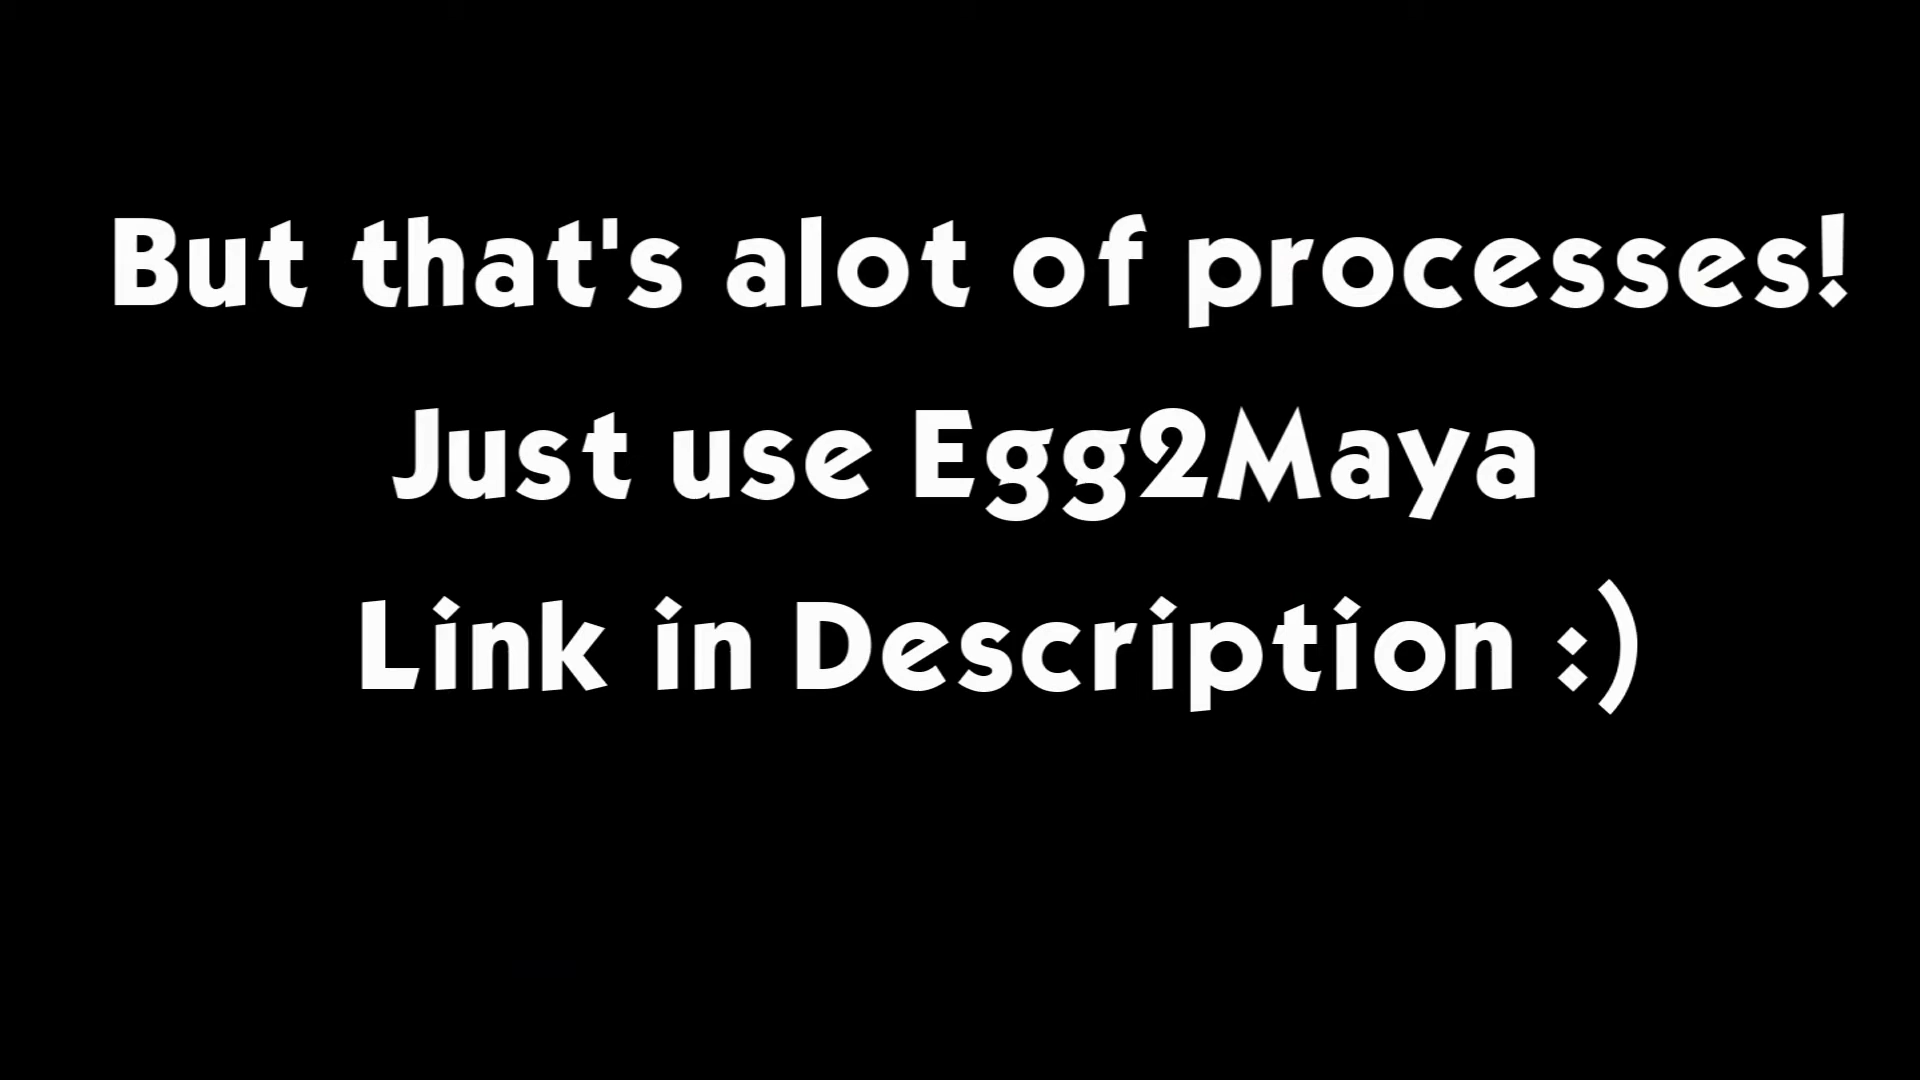 But that's alot of processes!
Just use Egg2Maya
Link in Description :)